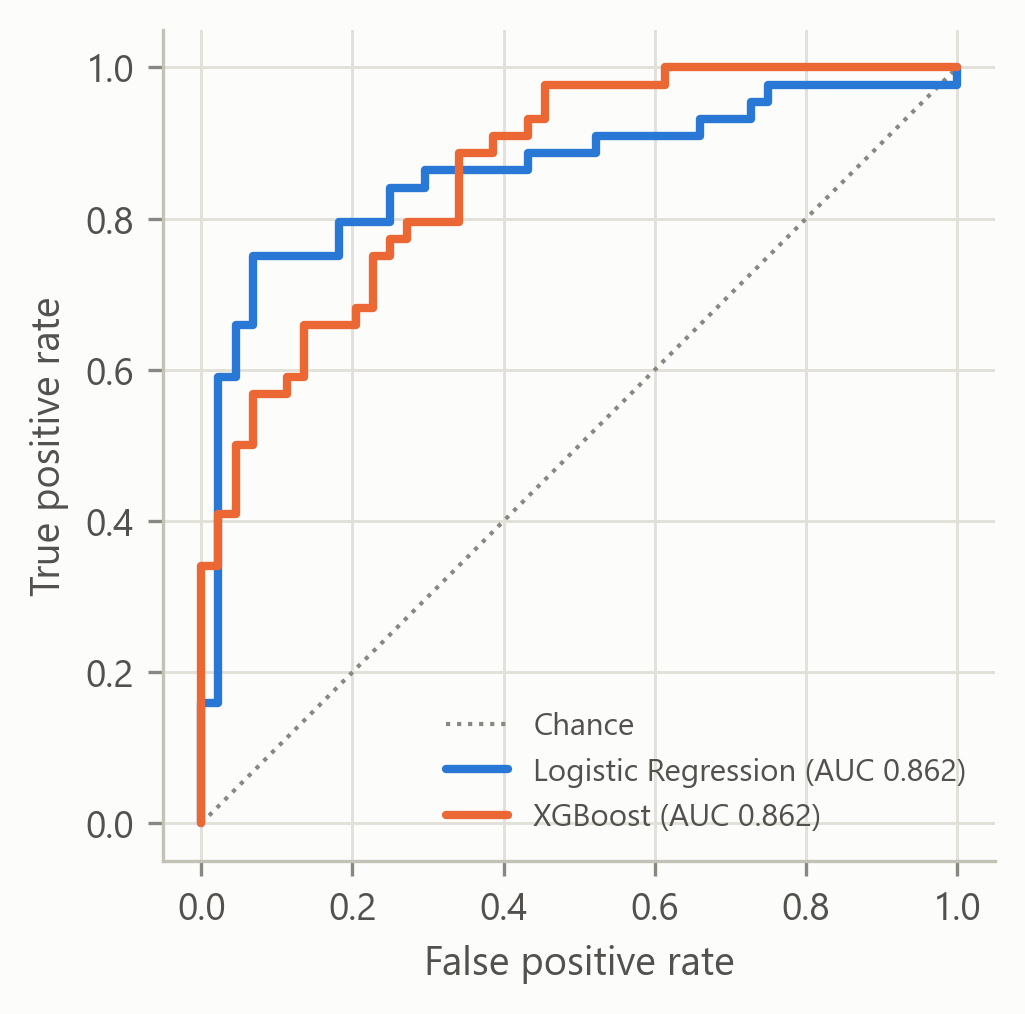 1.0
0.8
0.6
0.4
0.2
0.0
True positive rate
Chance
Logistic Regression (AUC 0.862)
XGBoost (AUC 0.862)
0.0 0.2 0.4 0.6 0.8 1.0
False positive rate